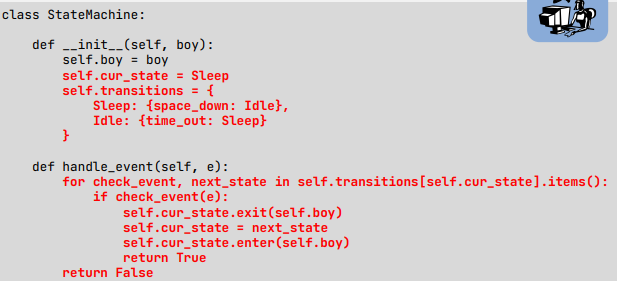 class StateMachine:
    def __init__(self, boy):
        self.boy = boy
        self.cur_state = Sleep
        self.transitions = {
            Sleep: {space_down: Idle},
            Idle: {time_out: Sleep}
        }
    def handle_event(self, e):
        for check_event, next_state in self.transitions[self.cur_state].items():
            if check_event(e):
                self.cur_state.exit(self.boy)
                self.cur_state = next_state
                self.cur_state.enter(self.boy)
                return True
        return False